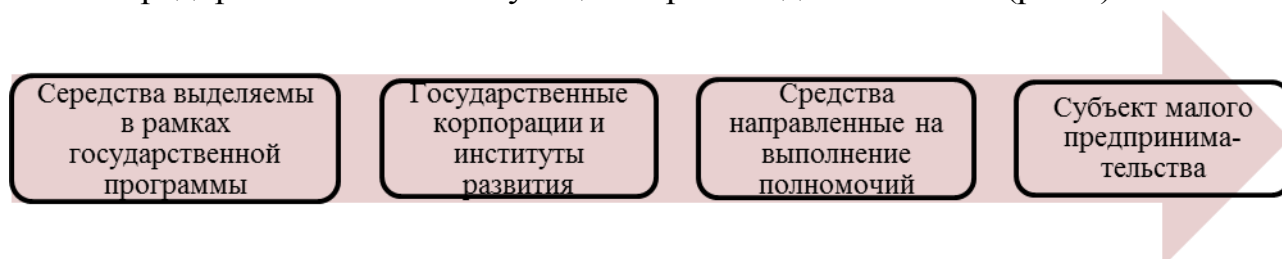 Середства выделяемы
в рамках
государственной
программы
Государственные
корпорации и
институты
развития
Средства
направленные на
выполнение
полномочий
Субъект малого
предпринима-
тельства